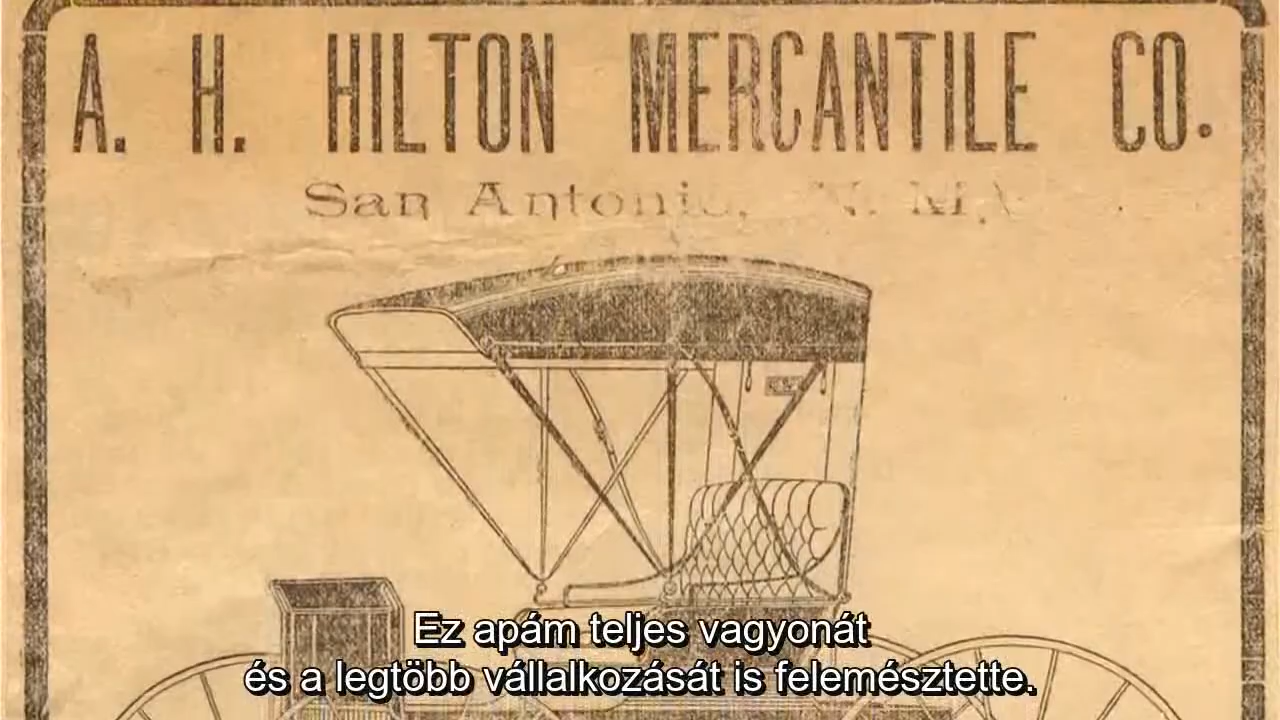 A. H. HILTON MERCANTILE CO.
San Antonio,
Ez apám teljes vagyonát
és a legtöbb vállalkozását is felemésztette.